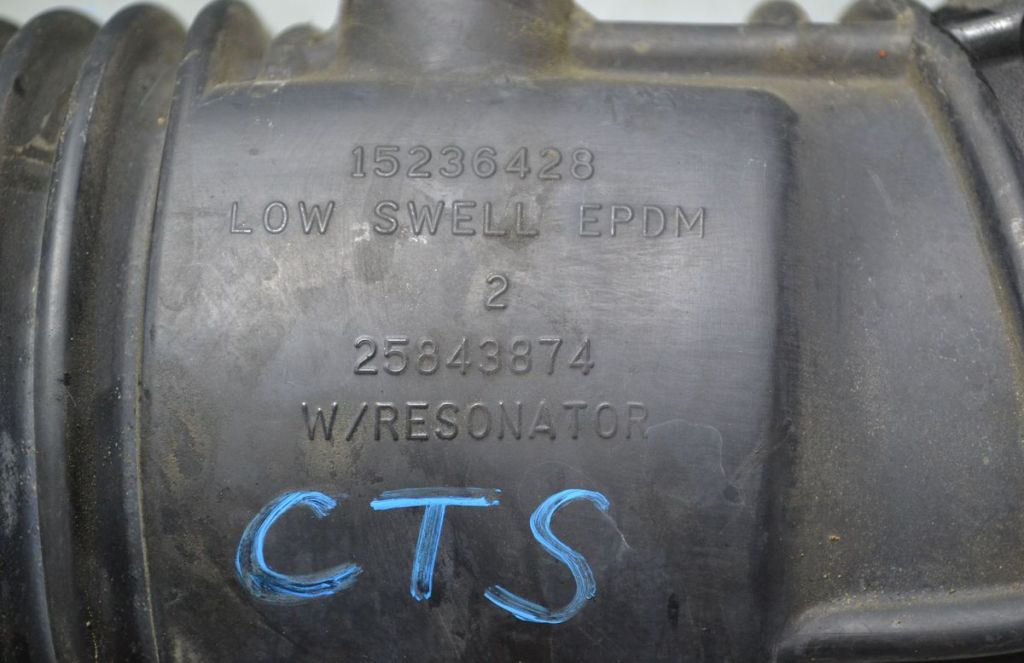 15236428
LOW SWELL EPDM
2
25843874
W/RESONATOR
CTS